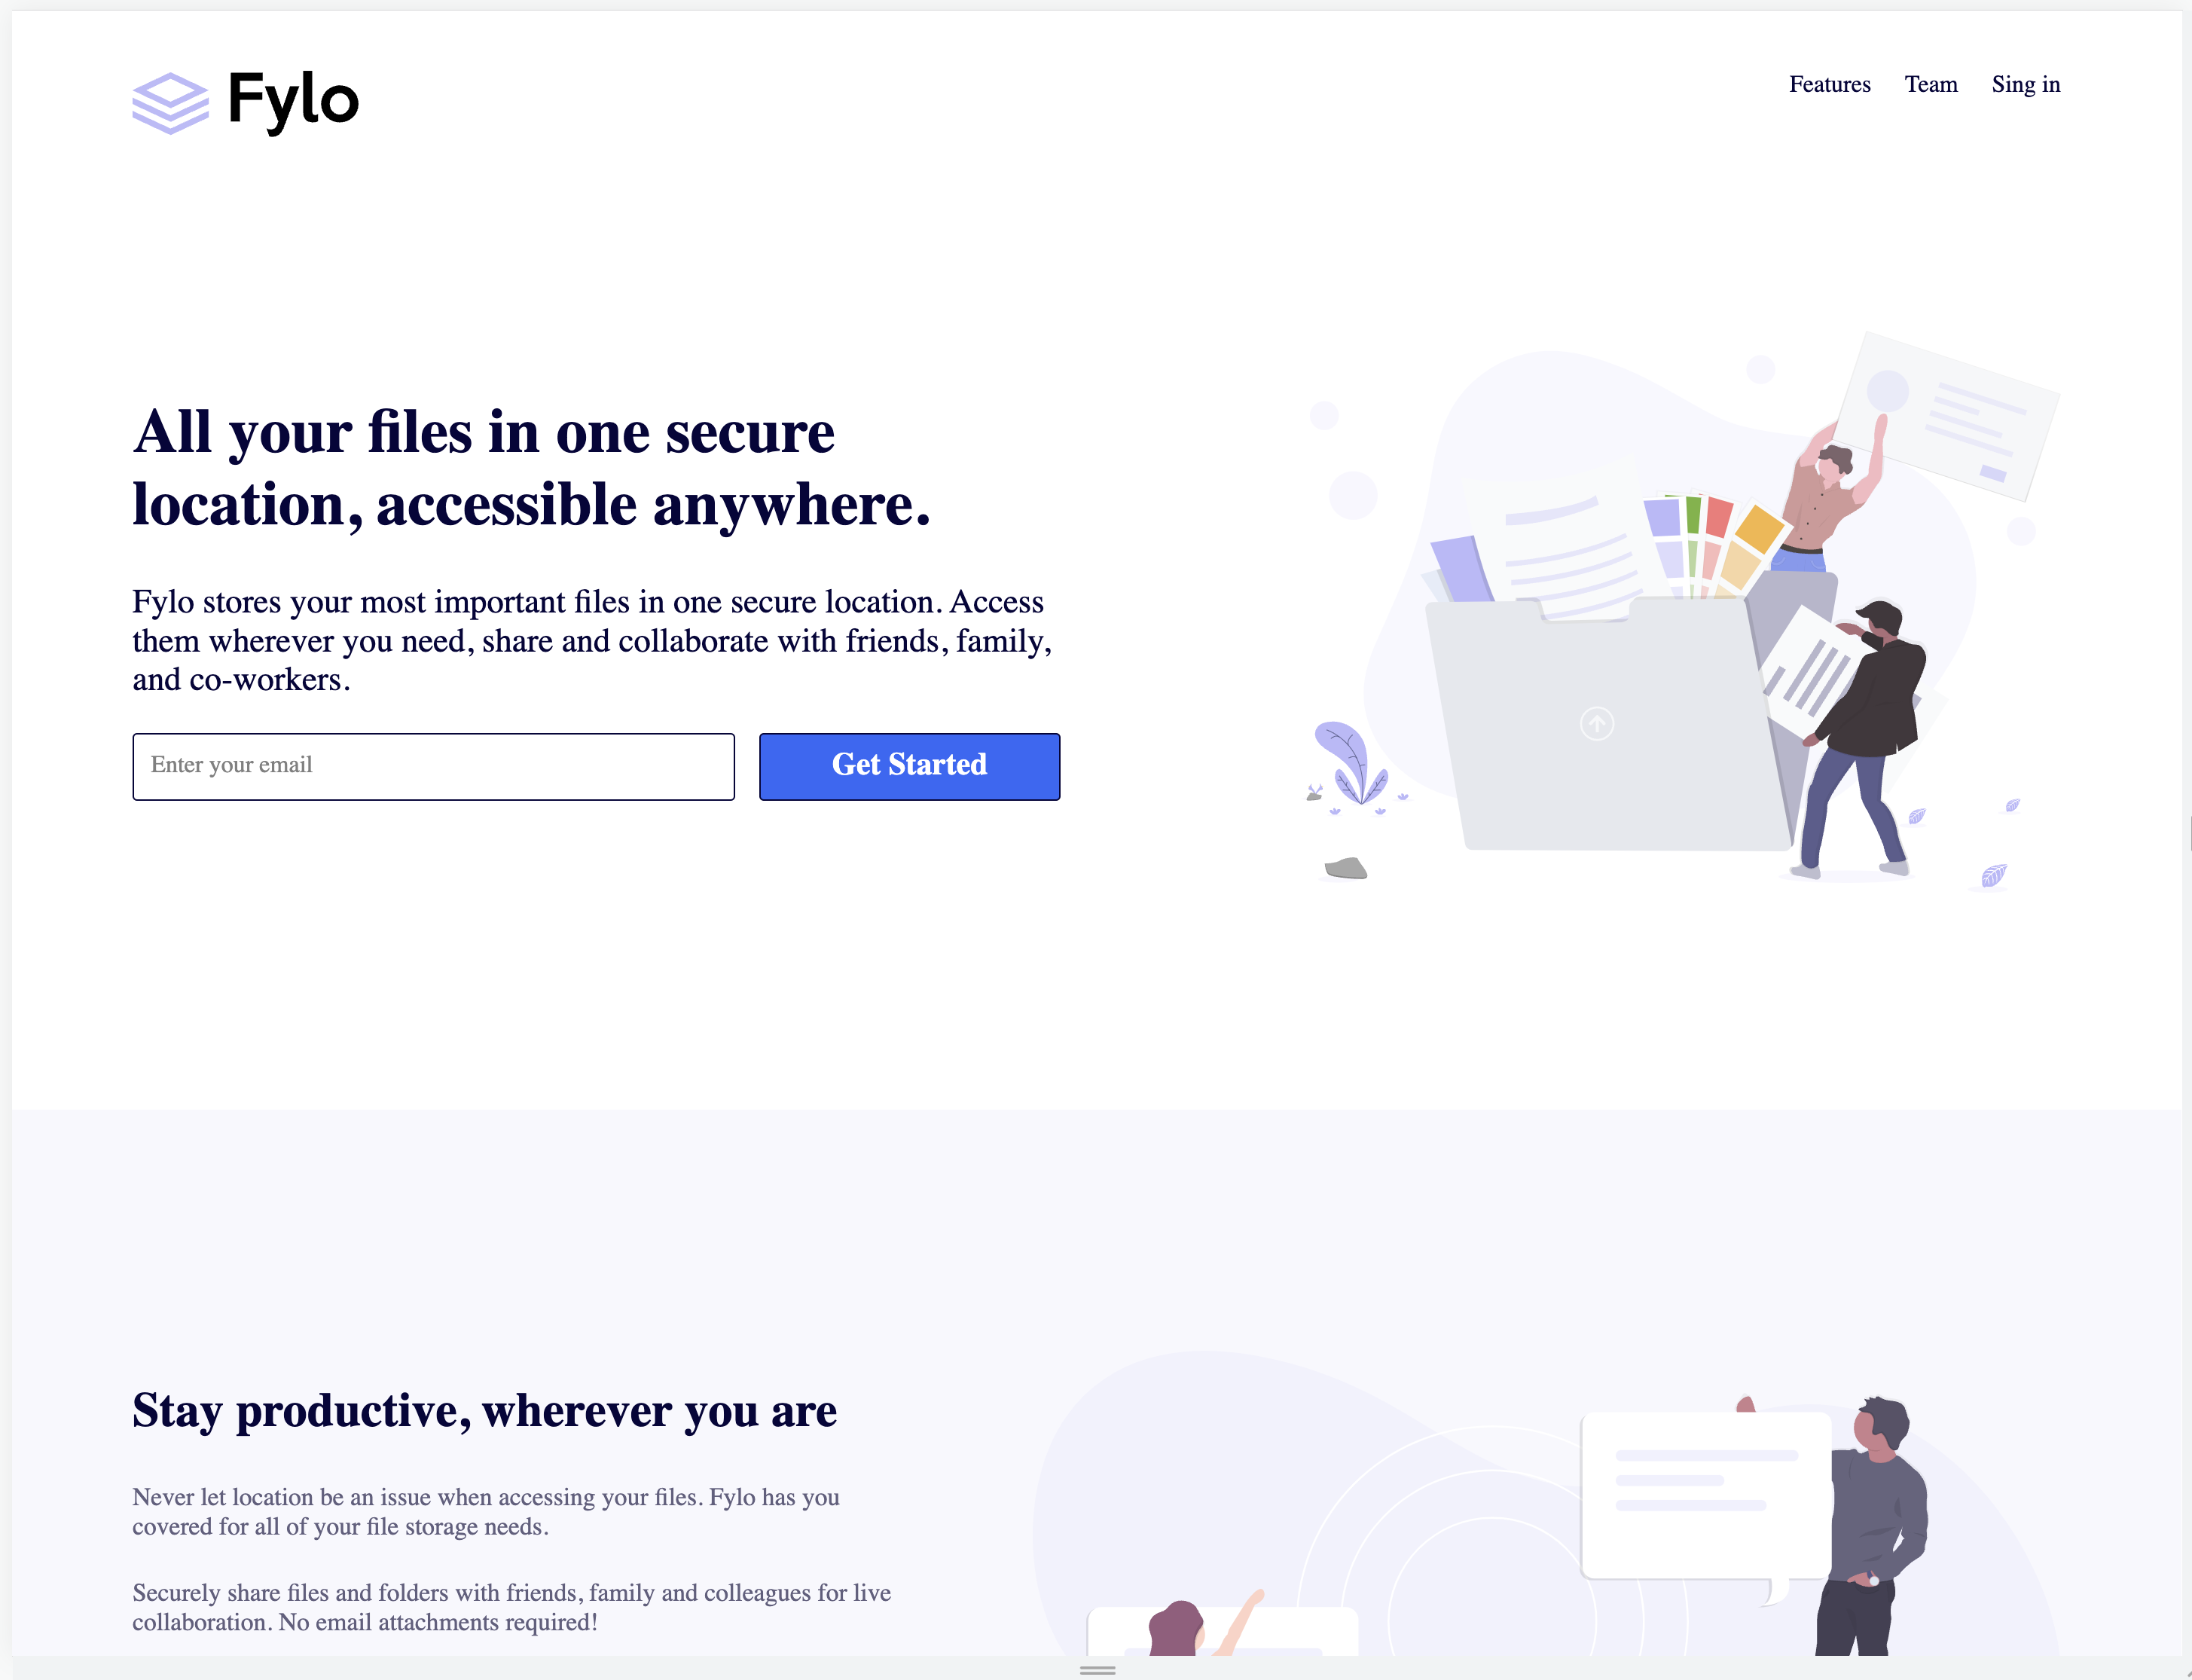 Fylo
Features Team Sing in
All your files in one secure
location, accessible anywhere.
Fylo stores your most important files in one secure location. Access
them wherever you need, share and collaborate with friends, family,
and co-workers.
Enter your email
Get Started
Stay productive, wherever you are
Never let location be an issue when accessing your files. Fylo has you
covered for all of your file storage needs.
Securely share files and folders with friends, family and colleagues for live
collaboration. No email attachments required!